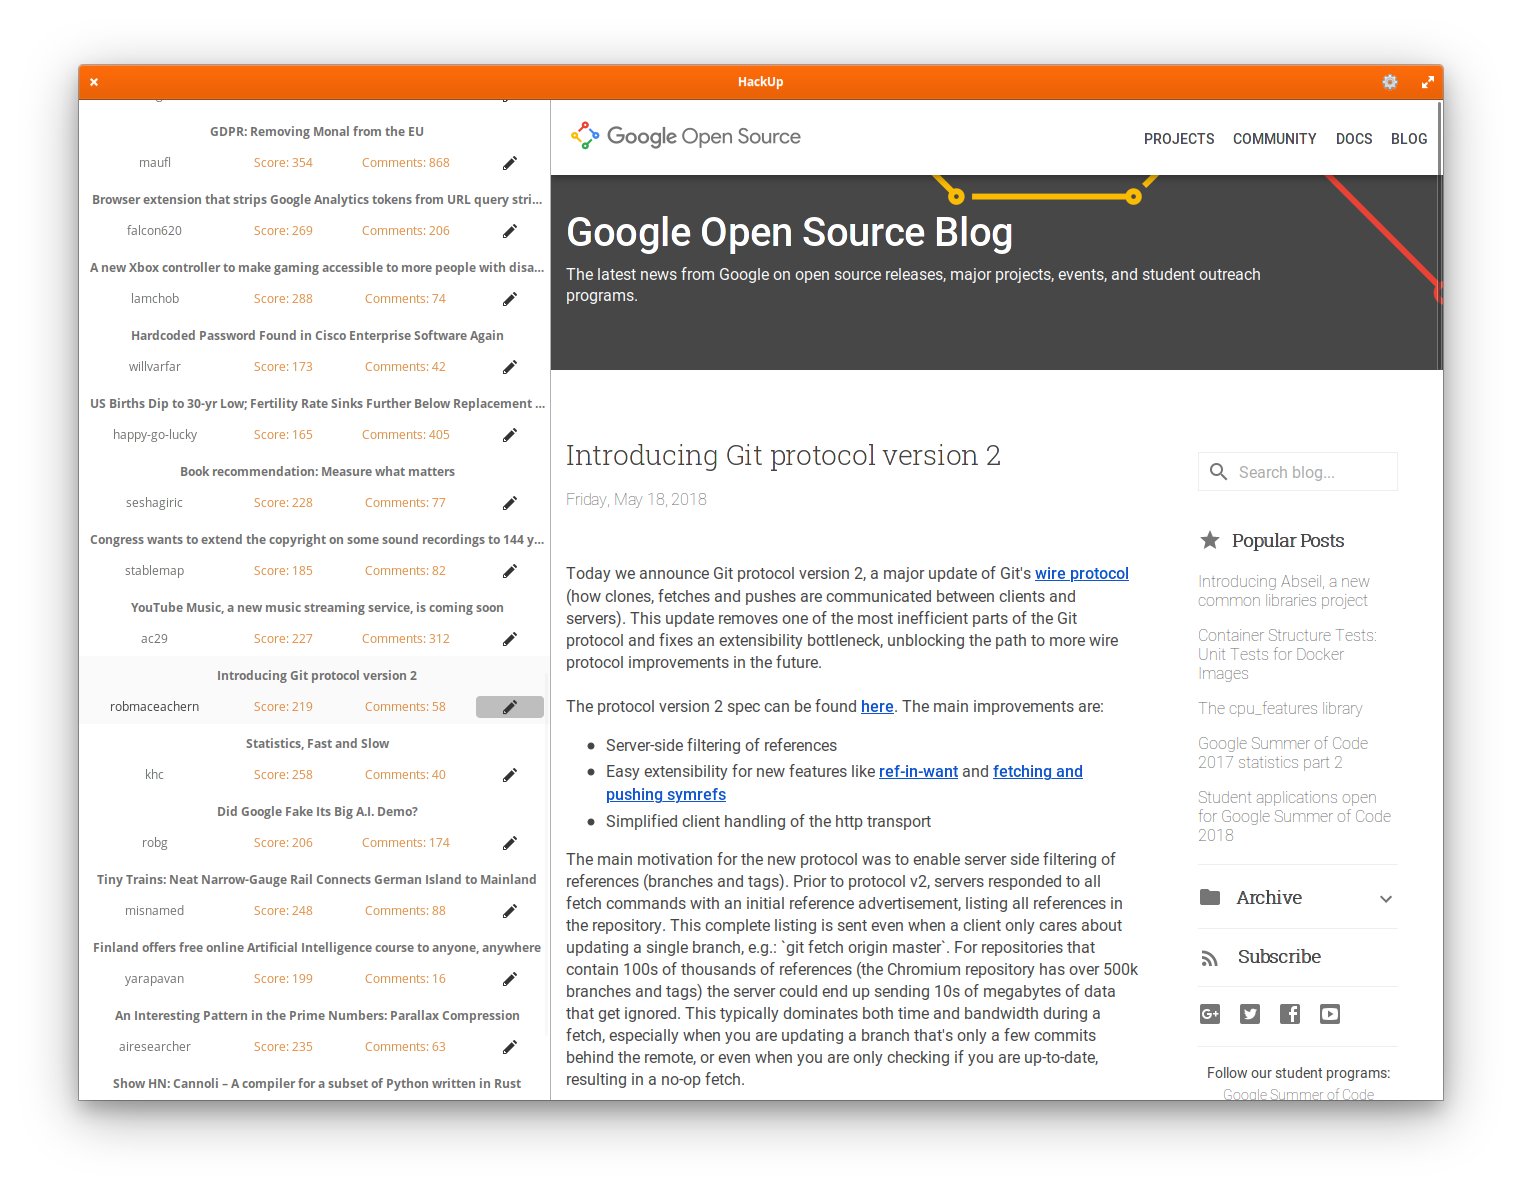 HackUp
GDPR: Removing Monal from the EU
maufl Score: 354 Comments: 868
Browser extension that strips Google Analytics tokens from URL query stri...
falcon620 Score: 269 Comments: 206
A new Xbox controller to make gaming accessible to more people with disa...
lamchob Score: 288 Comments: 74
Hardcoded Password Found in Cisco Enterprise Software Again
willvarfar Score: 173 Comments: 42
US Births Dip to 30-yr Low; Fertility Rate Sinks Further Below Replacement ...
happy-go-lucky Score: 165 Comments: 405
Book recommendation: Measure what matters
seshagiric Score: 228 Comments: 77
Congress wants to extend the copyright on some sound recordings to 144 y...
stablemap Score: 185 Comments: 82
YouTube Music, a new music streaming service, is coming soon
ac29 Score: 227 Comments: 312
Introducing Git protocol version 2
robmaceachern Score: 219 Comments: 58
Statistics, Fast and Slow
khc Score: 258 Comments: 40
Did Google Fake Its Big A.I. Demo?
robg Score: 206 Comments: 174
Tiny Trains: Neat Narrow-Gauge Rail Connects German Island to Mainland
misnamed Score: 248 Comments: 88
Finland offers free online Artificial Intelligence course to anyone, anywhere
yarapavan Score: 199 Comments: 16
An Interesting Pattern in the Prime Numbers: Parallax Compression
airesearcher Score: 235 Comments: 63
Show HN: Cannoli – A compiler for a subset of Python written in Rust
Google Open Source
PROJECTS COMMUNITY DOCS BLOG
Google Open Source Blog
The latest news from Google on open source releases, major projects, events, and student outreach
programs.
Introducing Git protocol version 2
Friday, May 18, 2018
Today we announce Git protocol version 2, a major update of Git's wire protocol
(how clones, fetches and pushes are communicated between clients and
servers). This update removes one of the most inefficient parts of the Git
protocol and fixes an extensibility bottleneck, unblocking the path to more wire
protocol improvements in the future.
The protocol version 2 spec can be found here. The main improvements are:
• Server-side filtering of references
• Easy extensibility for new features like ref-in-want and fetching and
pushing symrefs
• Simplified client handling of the http transport
The main motivation for the new protocol was to enable server side filtering of
references (branches and tags). Prior to protocol v2, servers responded to all
fetch commands with an initial reference advertisement, listing all references in
the repository. This complete listing is sent even when a client only cares about
updating a single branch, e.g.: `git fetch origin master`. For repositories that
contain 100s of thousands of references (the Chromium repository has over 500k
branches and tags) the server could end up sending 10s of megabytes of data
that get ignored. This typically dominates both time and bandwidth during a
fetch, especially when you are updating a branch that's only a few commits
behind the remote, or even when you are only checking if you are up-to-date,
resulting in a no-op fetch.
Search blog...
Popular Posts
Introducing Abseil, a new
common libraries project
Container Structure Tests:
Unit Tests for Docker
Images
The cpu_features library
Google Summer of Code
2017 statistics part 2
Student applications open
for Google Summer of Code
2018
Archive
Subscribe
Follow our student programs:
Google Summer of Code